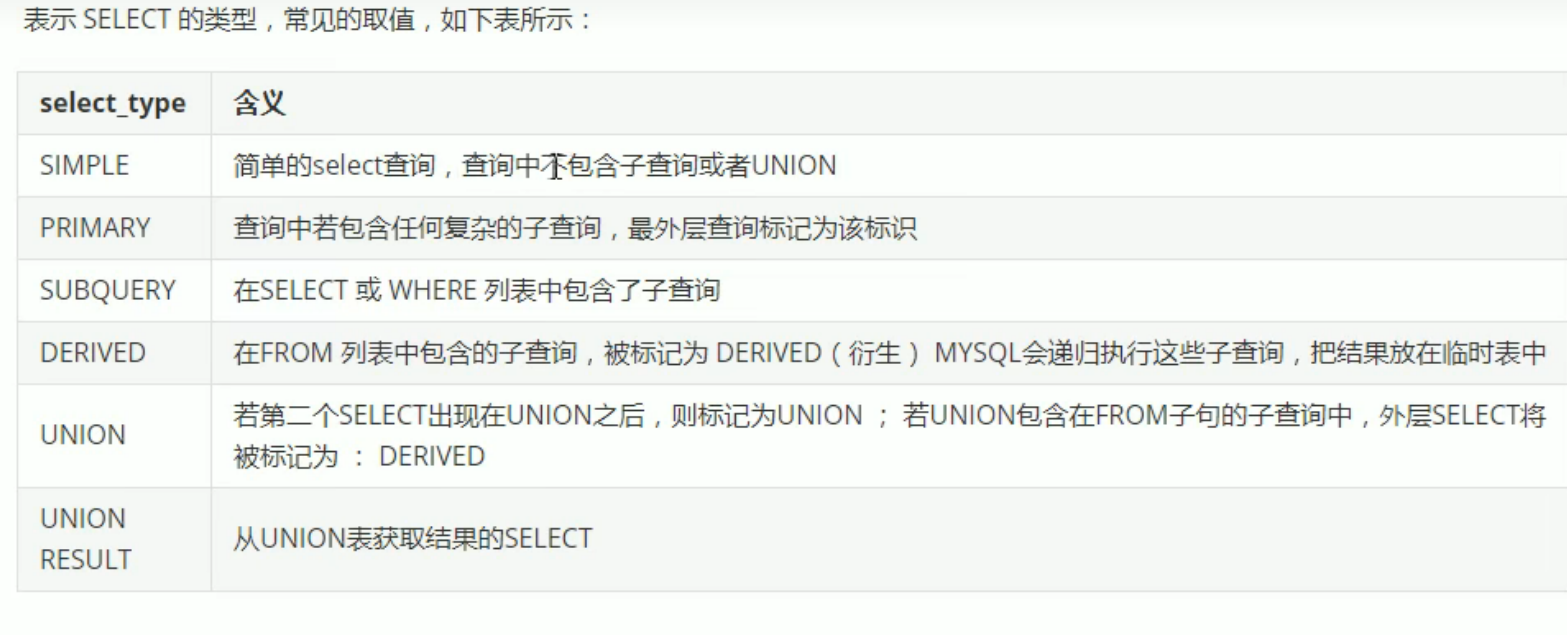 表示 SELECT 的类型，常见的取值，如下表所示：
select_type 含义
SIMPLE 简单的select查询，查询中不包含子查询或者UNION
PRIMARY 查询中若包含任何复杂的子查询，最外层查询标记为该标识
SUBQUERY 在SELECT 或 WHERE 列表中包含了子查询
DERIVED 在FROM 列表中包含的子查询，被标记为 DERIVED（衍生） MYSQL会递归执行这些子查询，把结果放在临时表中
UNION 若第二个SELECT出现在UNION之后，则标记为UNION ； 若UNION包含在FROM子句的子查询中，外层SELECT将
被标记为 ： DERIVED
UNION
RESULT 从UNION表获取结果的SELECT